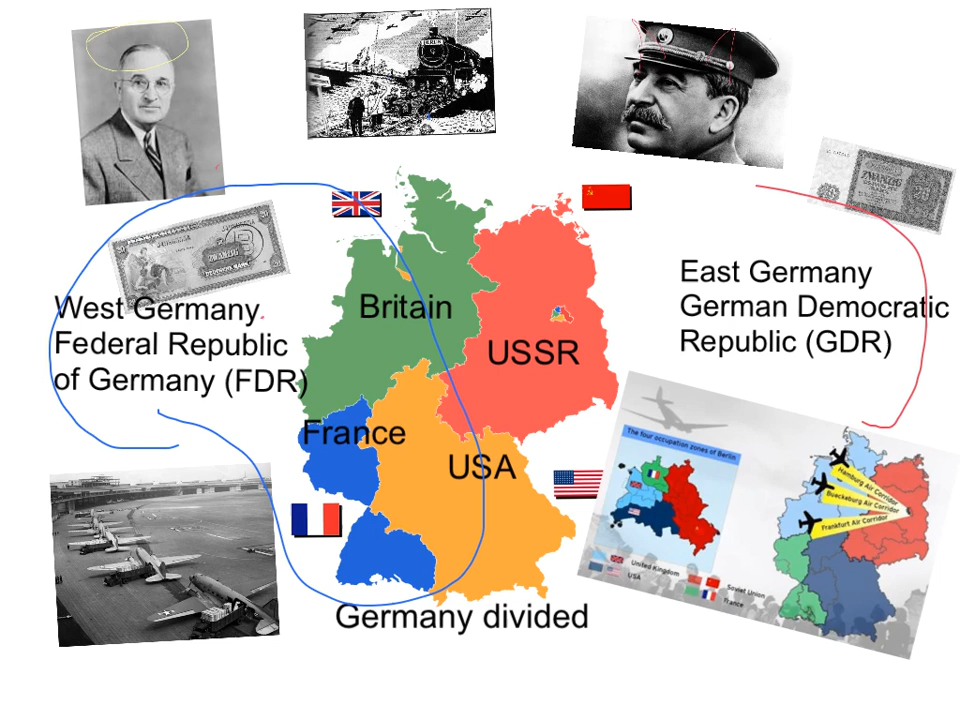 BERLIN
ZWANZIG
ZWANZIG
Britain
USSR
West Germany
Federal Republic
of Germany (FDR)
East Germany
German Democratic
Republic (GDR)
France
USA
The four occupation zones of Berlin
Hamburg Air Corridor
Bueckeburg Air Corridor
Frankfurt Air Corridor
United Kingdom
USA
Soviet Union
France
Germany divided